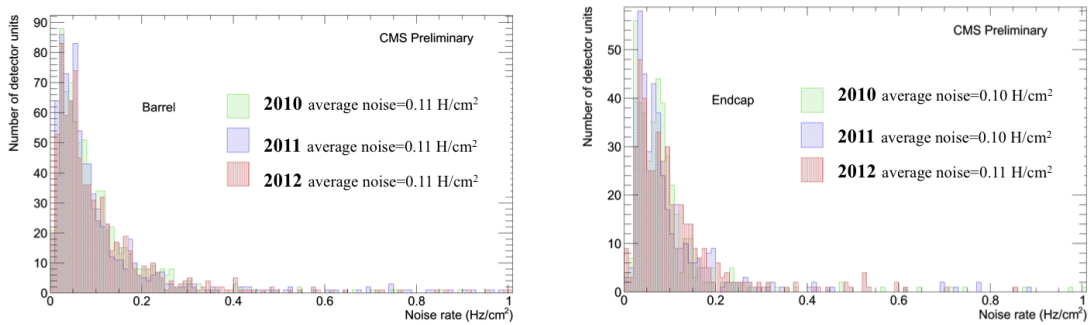 Number of detector units
90
80
70
60
50
40
30
20
10
0
CMS Preliminary
Barrel
2010 average noise=0.11 H/cm²
2011 average noise=0.11 H/cm²
2012 average noise=0.11 H/cm²
0 0.2 0.4 0.6 0.8 1
Noise rate (Hz/cm²)
Number of detector units
50
40
30
20
10
0
CMS Preliminary
Endcap
2010 average noise=0.10 H/cm²
2011 average noise=0.10 H/cm²
2012 average noise=0.11 H/cm²
0 0.2 0.4 0.6 0.8 1
Noise rate (Hz/cm²)